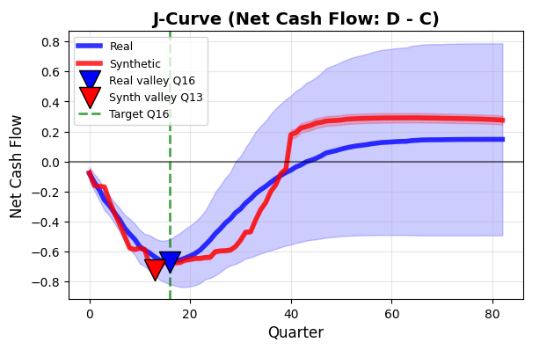 J-Curve (Net Cash Flow: D - C)
Real
Synthetic
Real valley Q16
Synth valley Q13
Target Q16
Net Cash Flow
0.8
0.6
0.4
0.2
0.0
−0.2
−0.4
−0.6
−0.8
0
20
40
60
80
Quarter